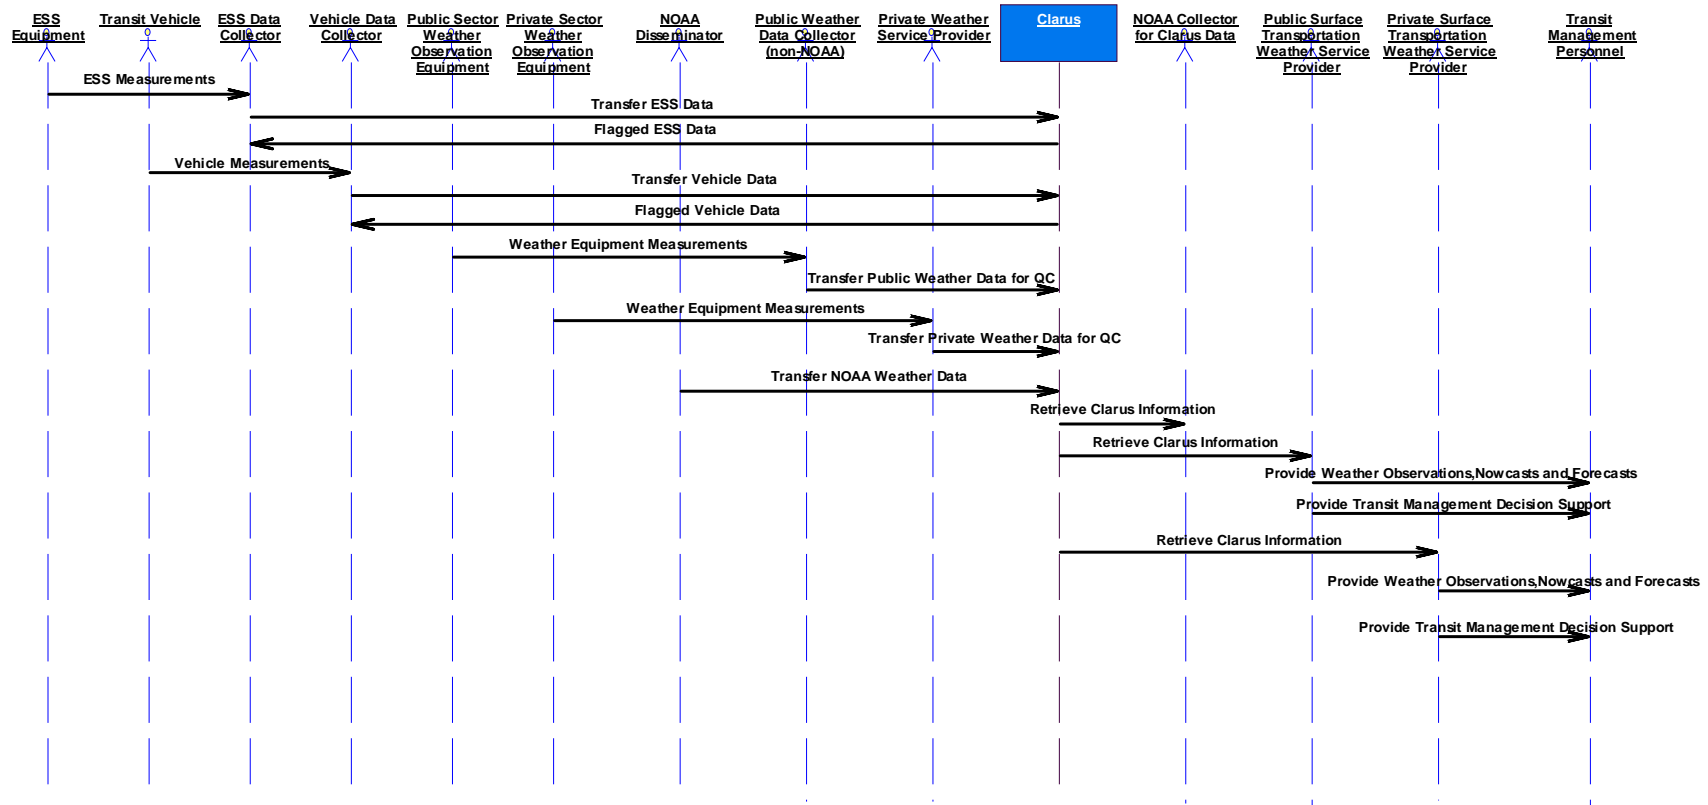 ESS
Equipment
Transit Vehicle
ESS Data
Collector
Vehicle Data
Collector
Public Sector
Weather
Observation
Equipment
Private Sector
Weather
Observation
Equipment
NOAA
Disseminator
Public Weather
Data Collector
(non-NOAA)
Private Weather
Service Provider
Clarus
NOAA Collector
for Clarus Data
Public Surface
Transportation
Weather Service
Provider
Private Surface
Transportation
Weather Service
Provider
Transit
Management
Personnel
ESS Measurements
Transfer ESS Data
Flagged ESS Data
Vehicle Measurements
Transfer Vehicle Data
Flagged Vehicle Data
Weather Equipment Measurements
Transfer Public Weather Data for QC
Weather Equipment Measurements
Transfer Private Weather Data for QC
Transfer NOAA Weather Data
Retrieve Clarus Information
Retrieve Clarus Information
Provide Weather Observations,Nowcasts and Forecasts
Provide Transit Management Decision Support
Retrieve Clarus Information
Provide Weather Observations,Nowcasts and Forecasts
Provide Transit Management Decision Support